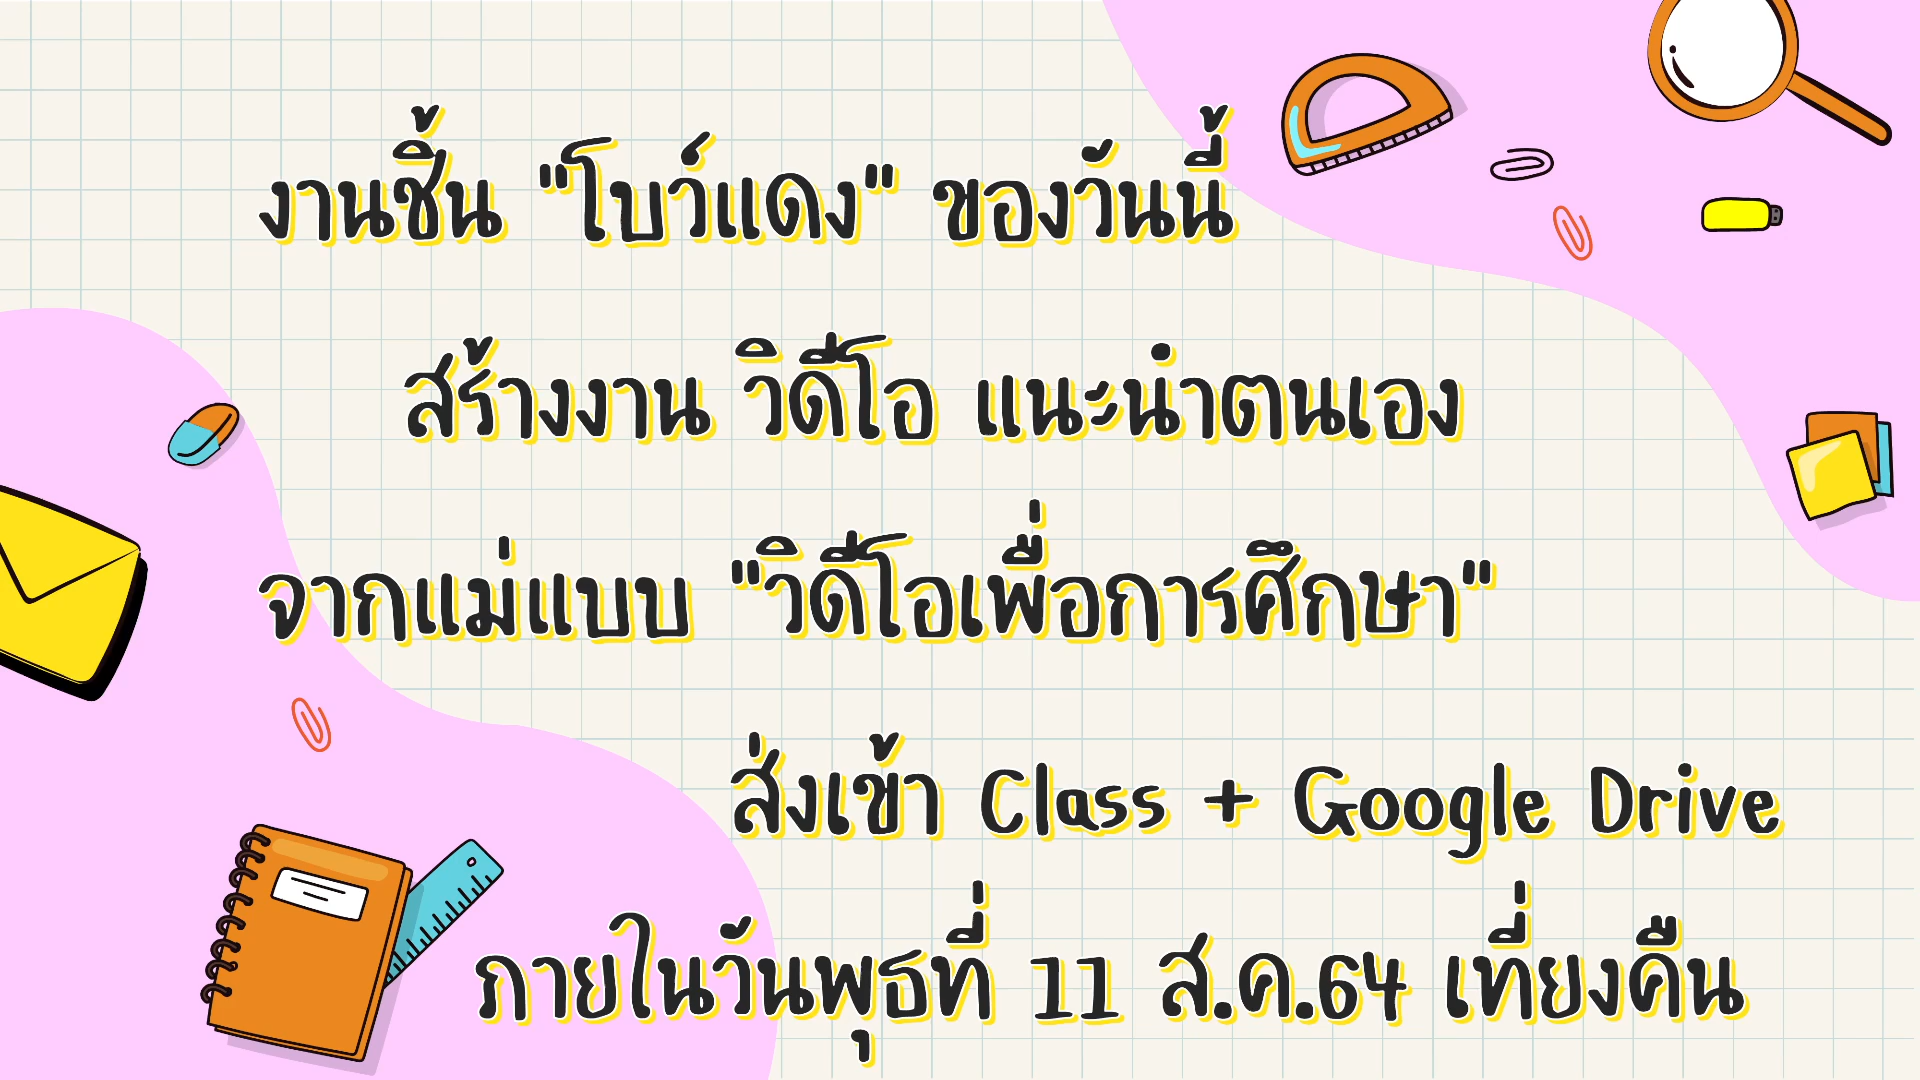 งานชิ้น "โบว์แดง" ของวันนี้
สร้างงาน วิดีโอ แนะนำตนเอง
จากแม่แบบ "วิดีโอเพื่อการศึกษา"
ส่งเข้า Class + Google Drive
ภายในวันพุธที่ 11 ส.ค.64 เที่ยงคืน